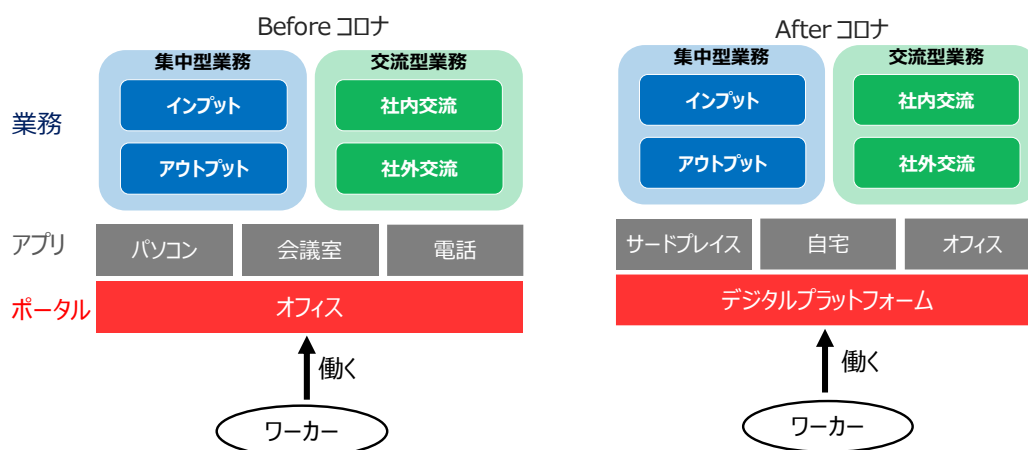 Before コロナ
After コロナ
集中型業務
交流型業務
集中型業務
交流型業務
業務
インプット
社内交流
インプット
社内交流
アウトプット
社外交流
アウトプット
社外交流
アプリ
パソコン
会議室
電話
サードプレイス
自宅
オフィス
ポータル
オフィス
デジタルプラットフォーム
働く
働く
ワーカー
ワーカー